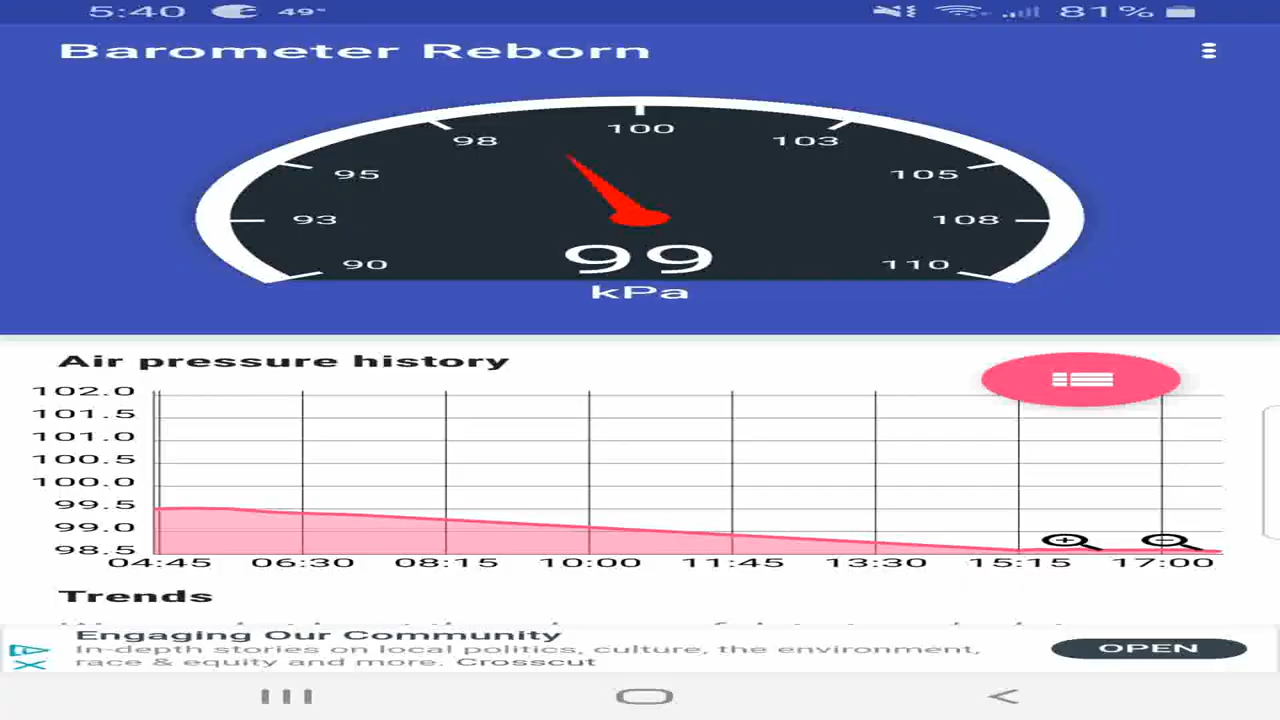 5:40 49°
81%
Barometer Reborn
100
98 103
95 105
93 108
99
90 110
kPa
Air pressure history
102.0
101.5
101.0
100.5
100.0
99.5
99.0
98.5
04:45 06:30 08:15 10:00 11:45 13:30 15:15 17:00
Trends
Engaging Our Community
In-depth stories on local politics, culture, the environment,
race & equity and more. Crosscut
OPEN